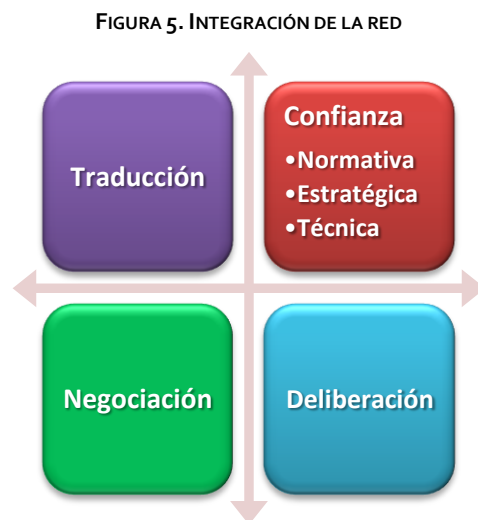 FIGURA 5. INTEGRACIÓN DE LA RED
Traducción
Confianza
•Normativa
•Estratégica
•Técnica
Negociación
Deliberación